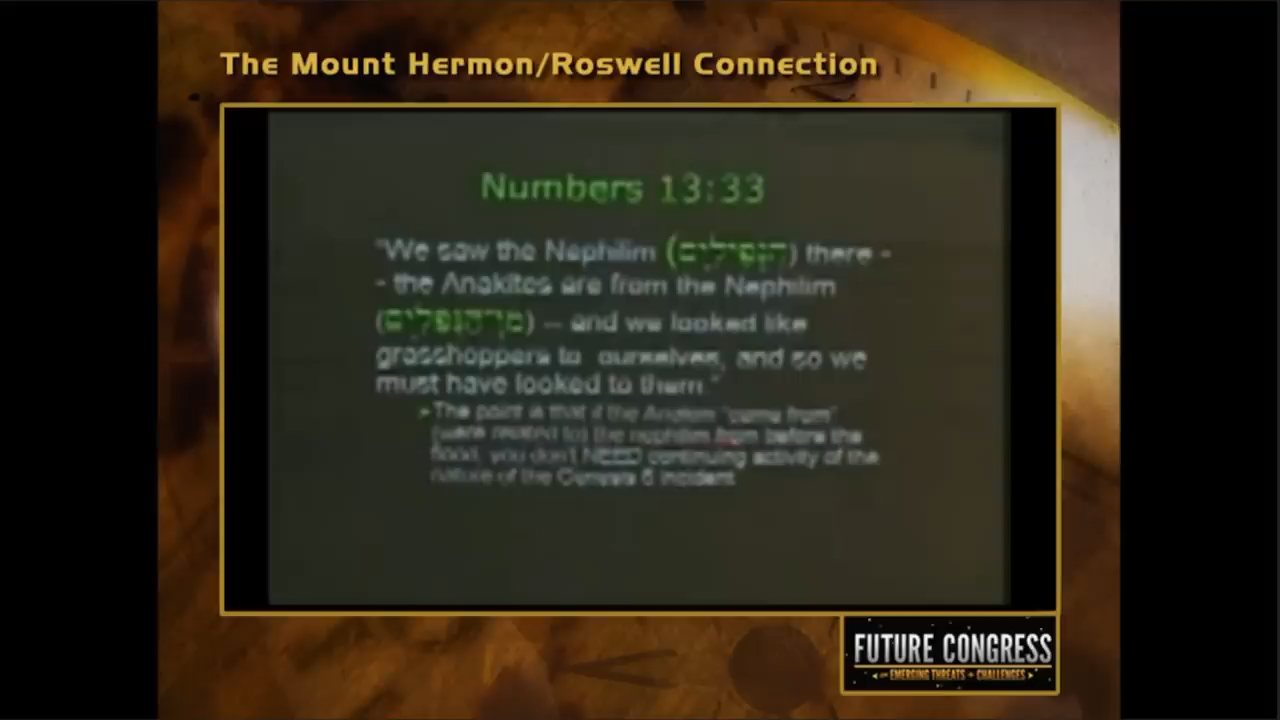 The Mount Hermon/Roswell Connection
Numbers 13:33
"We saw the Nephilim (הנפילים) there -
- the Anakites are from the Nephilim
(מן־הנפלים) – and we looked like
grasshoppers to ourselves, and so we
must have looked to them."
➤The point is that if the Anakim "came from"
(were related to) the nephilim from before the
flood, you don't NEED continuing activity of the
nature of the Genesis 6 incident
FUTURE CONGRESS
EMERGING THREATS + CHALLENGES